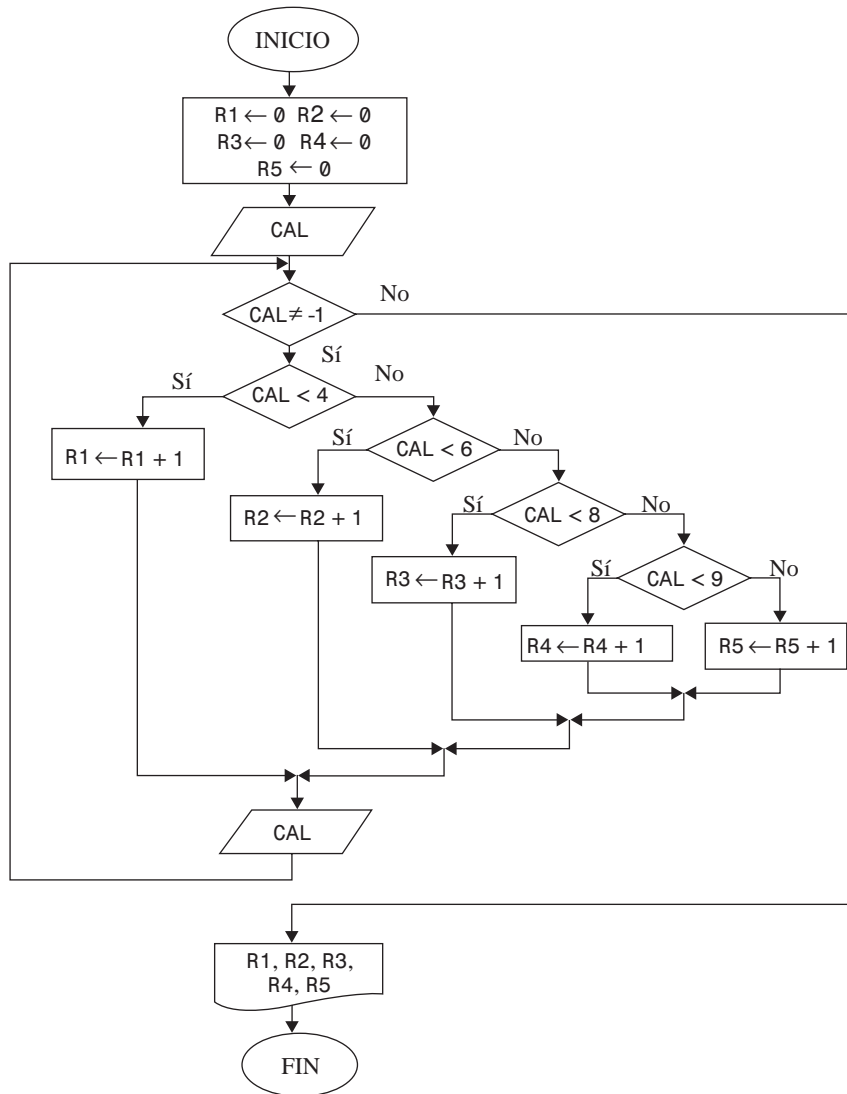 INICIO
R1 ← 0 R2 ← 0
R3 ← 0 R4 ← 0
R5 ← 0
CAL
CAL ≠ -1
No
Sí
CAL < 4
Sí
No
R1 ← R1 + 1
CAL < 6
Sí
No
R2 ← R2 + 1
CAL < 8
Sí
No
R3 ← R3 + 1
CAL < 9
Sí
No
R4 ← R4 + 1
R5 ← R5 + 1
CAL
R1, R2, R3,
R4, R5
FIN